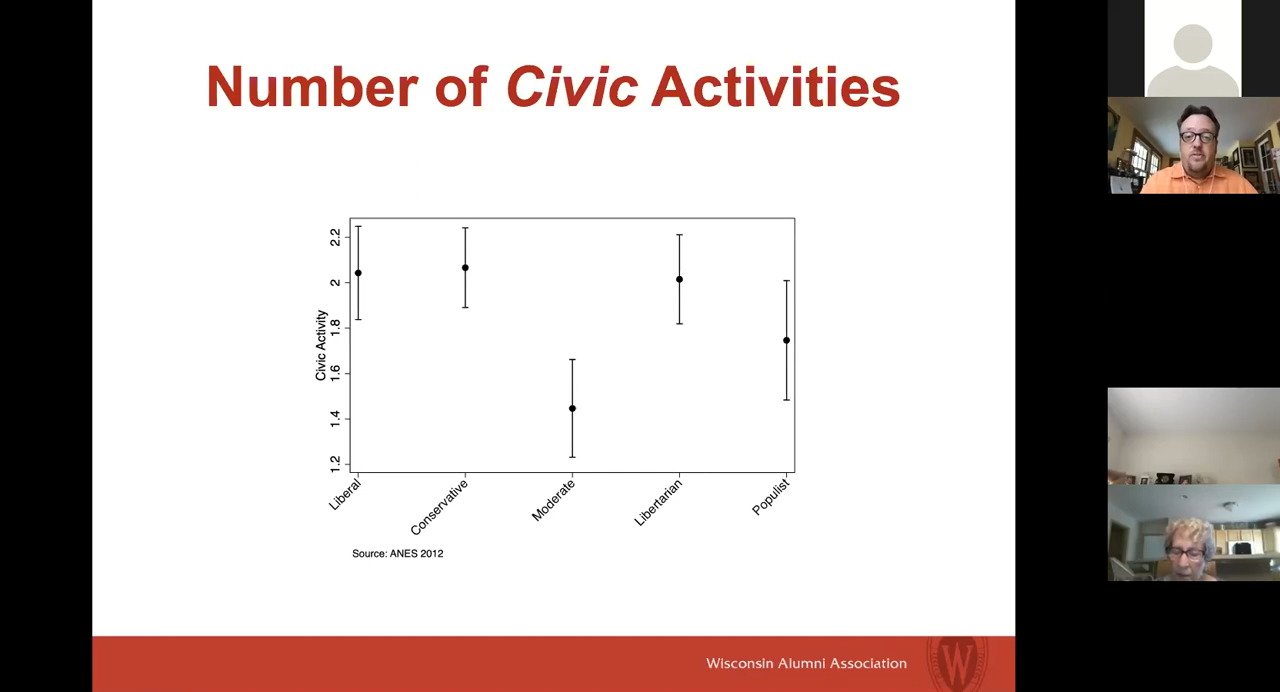 Number of Civic Activities
Civic Activity
2.2
2
1.8
1.6
1.4
1.2
Liberal
Conservative
Moderate
Libertarian
Populist
Source: ANES 2012
Wisconsin Alumni Association
W